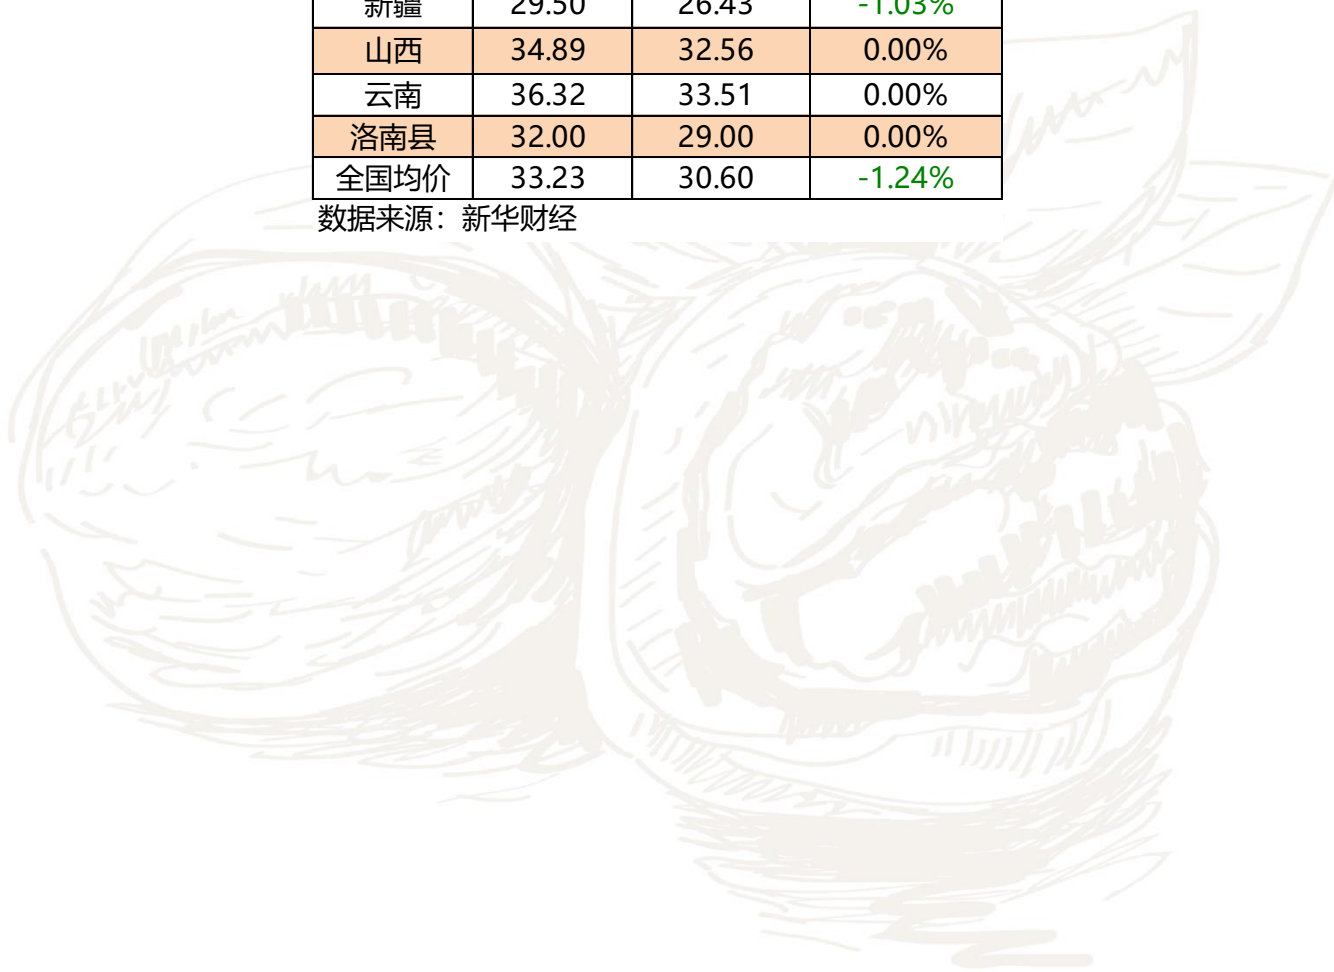 新疆 29.50 26.43 -1.03%
山西 34.89 32.56 0.00%
云南 36.32 33.51 0.00%
洛南县 32.00 29.00 0.00%
全国均价 33.23 30.60 -1.24%
数据来源：新华财经